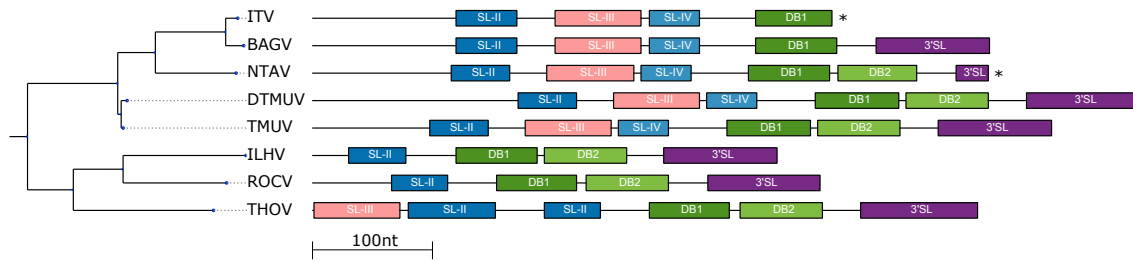 ITV SL-II SL-III SL-IV DB1 *
BAGV SL-II SL-III SL-IV DB1 3'SL
NTAV SL-II SL-III SL-IV DB1 DB2 3'SL *
DTMUV SL-II SL-III SL-IV DB1 DB2 3'SL
TMUV SL-II SL-III SL-IV DB1 DB2 3'SL
ILHV SL-II DB1 DB2 3'SL
ROCV SL-II DB1 DB2 3'SL
THOV SL-III SL-II SL-II DB1 DB2 3'SL
100nt